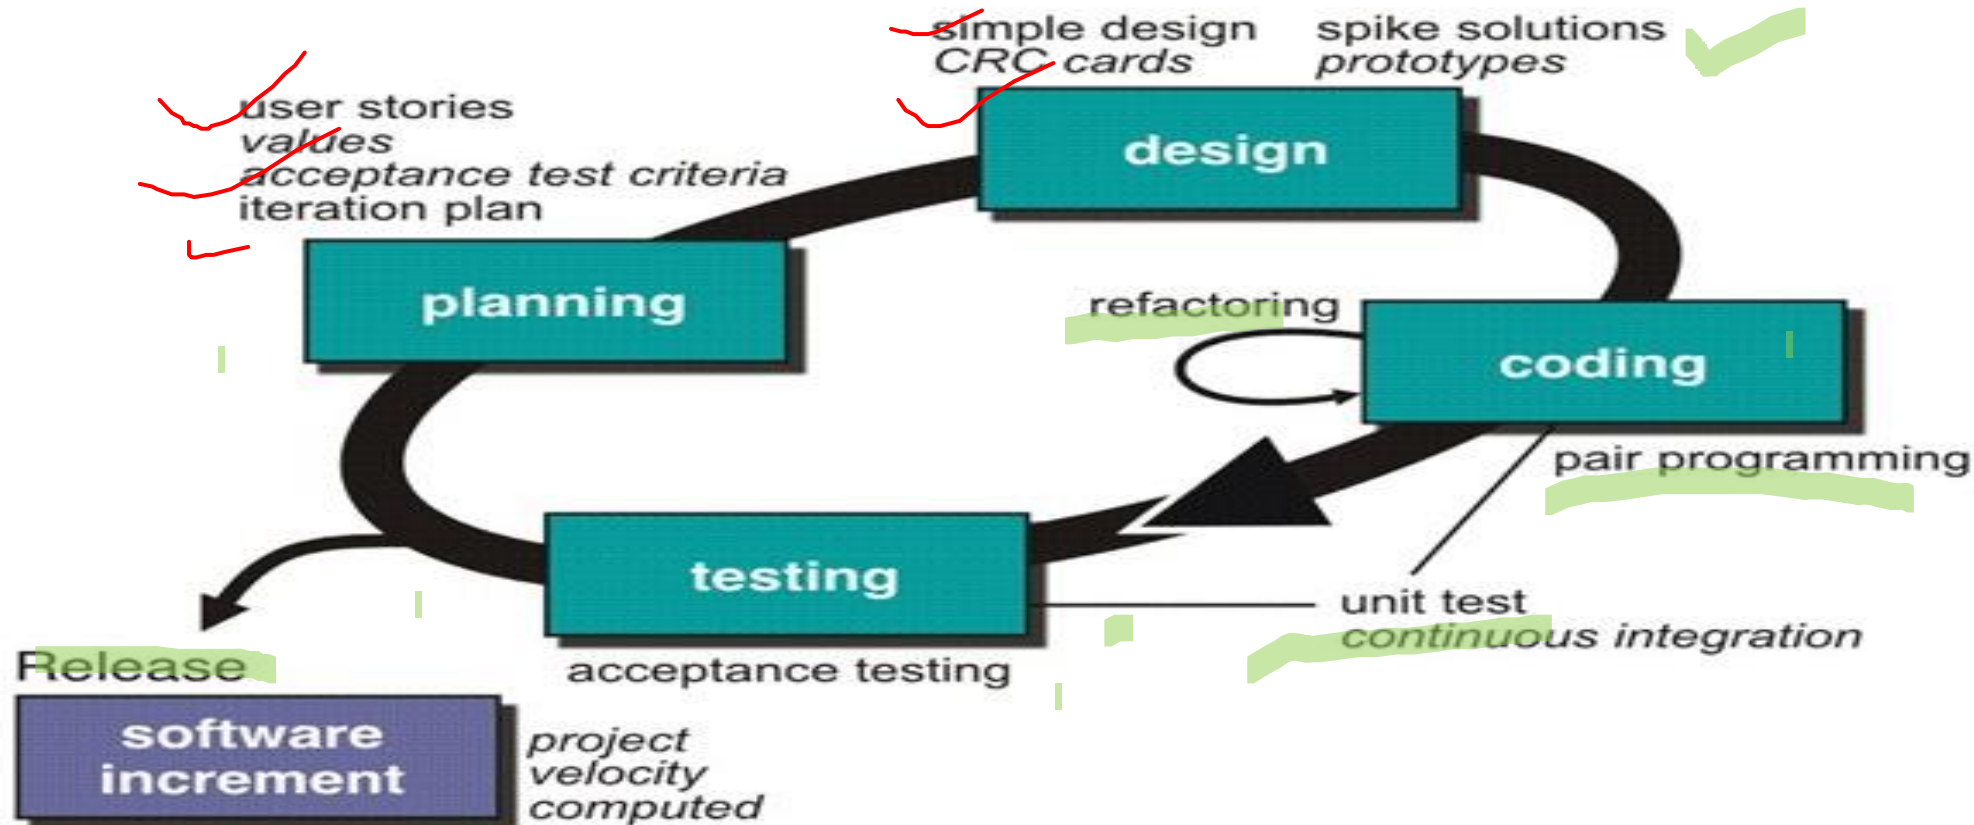 simple design
CRC cards
spike solutions
prototypes
user stories
values
acceptance test criteria
iteration plan
design
planning
refactoring
coding
pair programming
testing
unit test
continuous integration
acceptance testing
Release
software
increment
project
velocity
computed